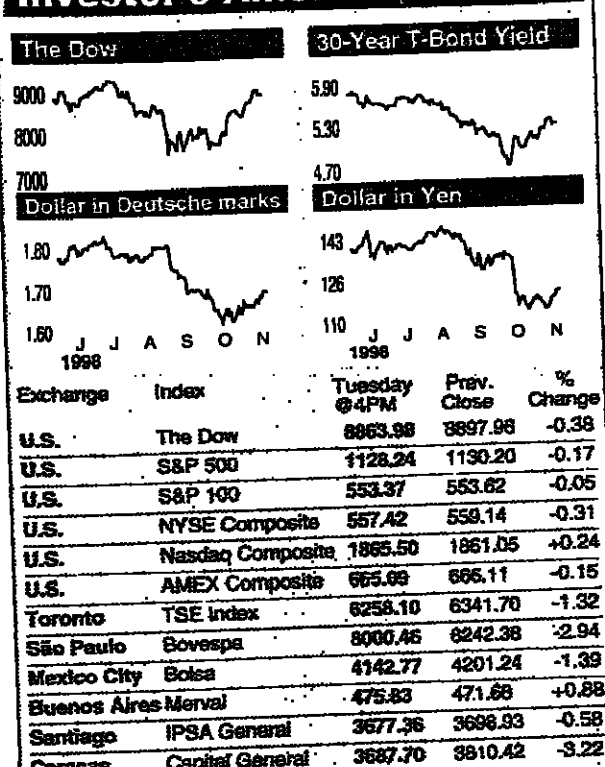 The Dow
30-Year T-Bond Yield
9000
8000
7000
5.90
5.30
4.70
Dollar in Deutsche marks
Dollar in Yen
1.80
1.70
1.60
J J A S O N
1998
143
126
110
J J A S O N
1998
Exchange Index Tuesday @4PM Prev. Close % Change
U.S. The Dow 8863.98 8897.96 -0.38
U.S. S&P 500 1128.24 1130.20 -0.17
U.S. S&P 100 553.37 553.62 -0.05
U.S. NYSE Composite 557.42 559.14 -0.31
U.S. Nasdaq Composite 1865.50 1861.05 +0.24
U.S. AMEX Composite 665.09 666.11 -0.15
Toronto TSE Index 6258.10 6341.70 -1.32
São Paulo Bovespa 8000.46 8242.38 -2.94
Mexico City Bolsa 4142.77 4201.24 -1.39
Buenos Aires Merval 475.83 471.68 +0.88
Santiago IPSA General 3677.36 3698.93 -0.58
Capital General 3687.70 3810.42 -3.22